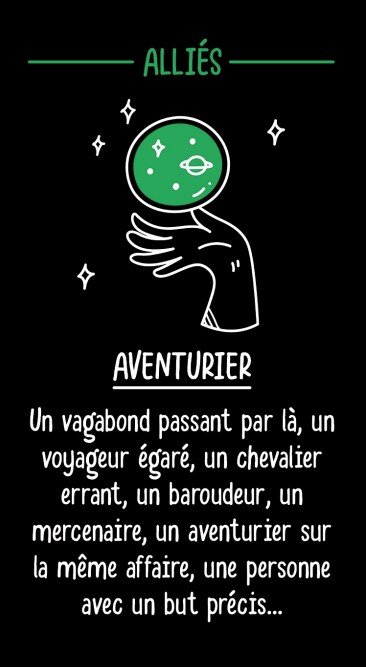 ALLIÉS
AVENTURIER
Un vagabond passant par là, un
voyageur égaré, un chevalier
errant, un baroudeur, un
mercenaire, un aventurier sur
la même affaire, une personne
avec un but précis...